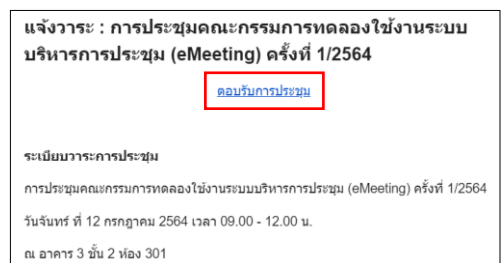 แจ้งวาระ : การประชุมคณะกรรมการทดลองใช้งานระบบ
บริหารการประชุม (eMeeting) ครั้งที่ 1/2564
ตอบรับการประชุม
ระเบียบวาระการประชุม
การประชุมคณะกรรมการทดลองใช้งานระบบบริหารการประชุม (eMeeting) ครั้งที่ 1/2564
วันจันทร์ ที่ 12 กรกฎาคม 2564 เวลา 09.00 - 12.00 น.
ณ อาคาร 3 ชั้น 2 ห้อง 301